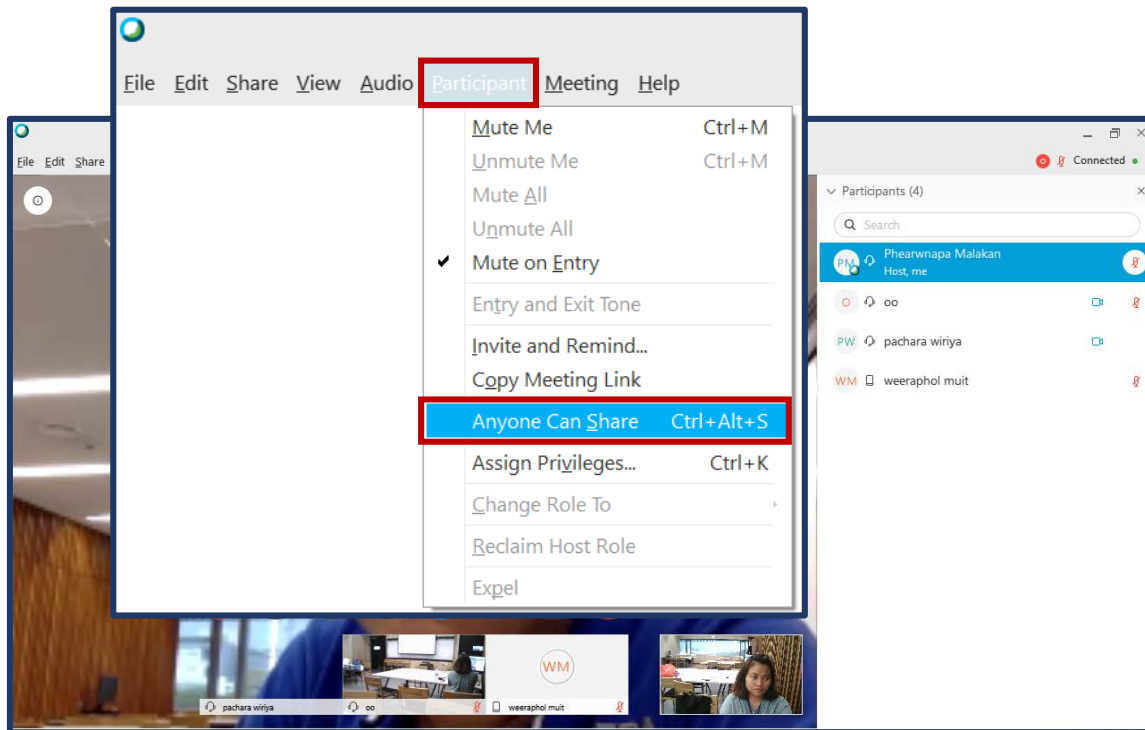 File Edit Share View Audio Participant Meeting Help
Mute Me Ctrl+M
Unmute Me Ctrl+M
Mute All
Unmute All
Mute on Entry
Entry and Exit Tone
Invite and Remind...
Copy Meeting Link
Anyone Can Share Ctrl+Alt+S
Assign Privileges... Ctrl+K
Change Role To
Reclaim Host Role
Expel
File Edit Share
Connected
Participants (4)
Search
PM Phearwnapa Malakan
Host, me
O oo
PW pachara wiriya
WM weeraphol muit
WM
pachara wiriya
oo
weeraphol muit